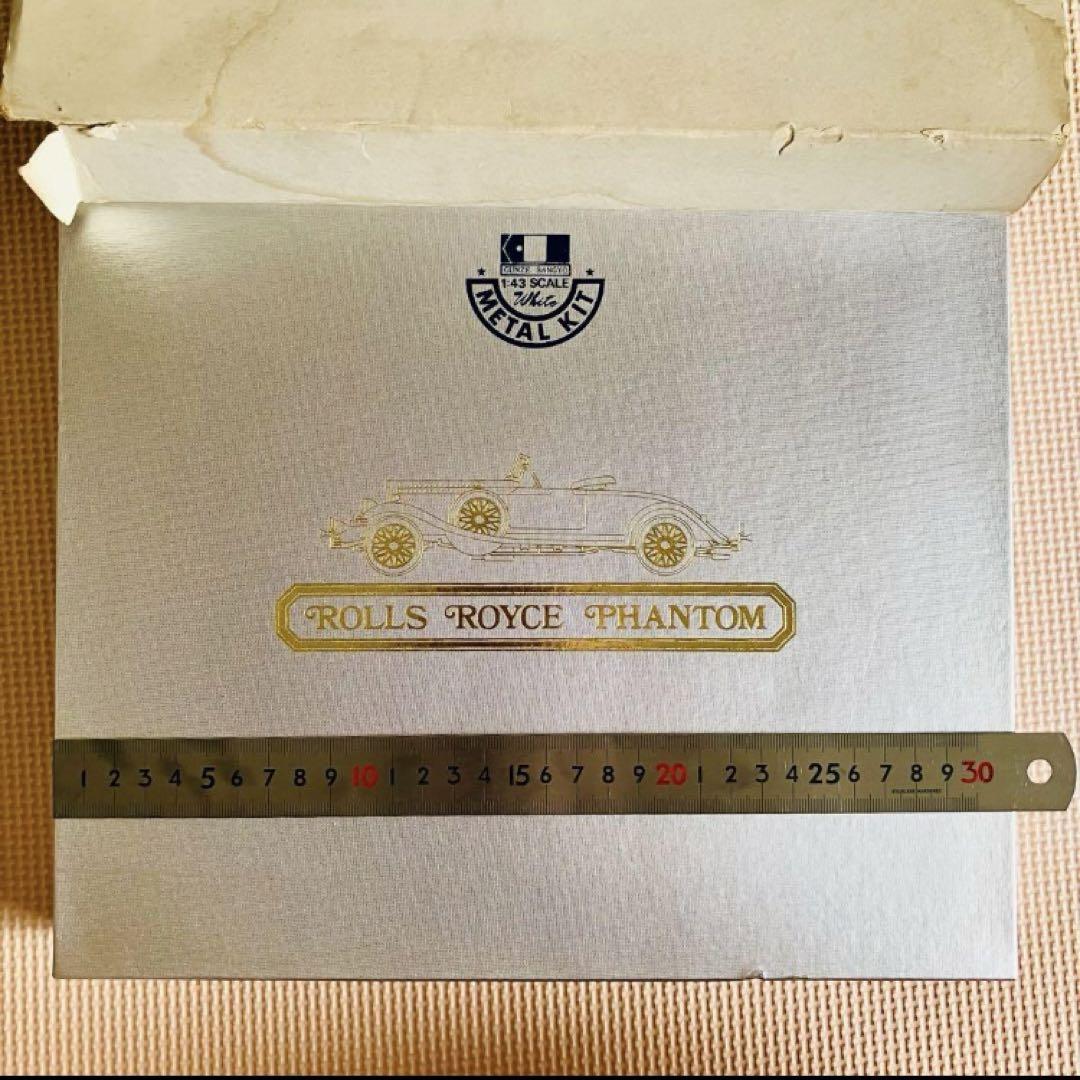 GUNZE SANGYO
1:43 SCALE
White
METAL KIT
ROLLS ROYCE PHANTOM
1 2 3 4 5 6 7 8 9 10 1 2 3 4 15 6 7 8 9 20 1 2 3 4 25 6 7 8 9 30